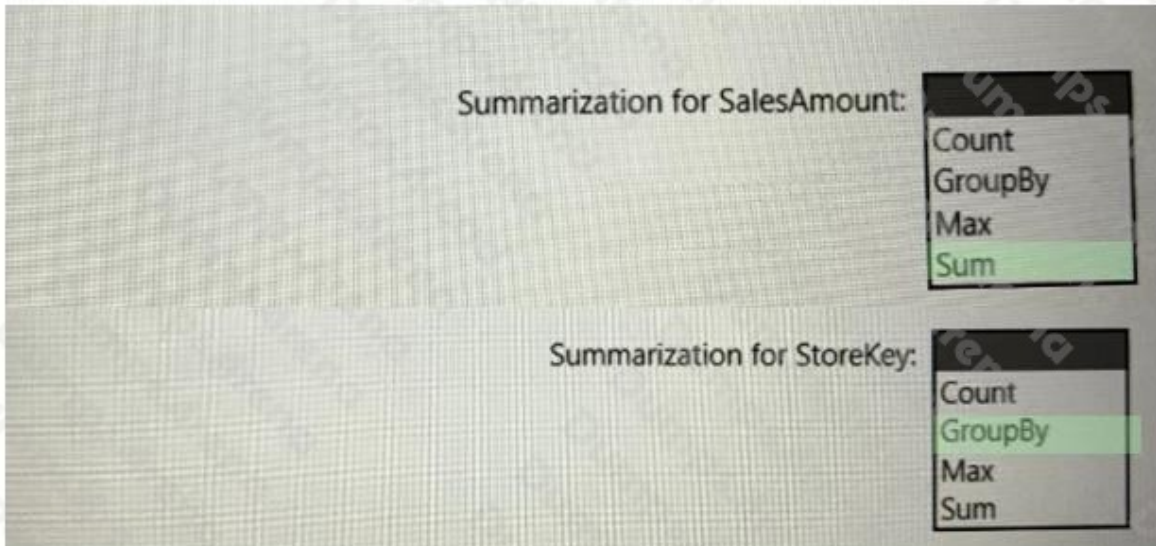 Summarization for SalesAmount:
Count
GroupBy
Max
Sum
Summarization for StoreKey:
Count
GroupBy
Max
Sum